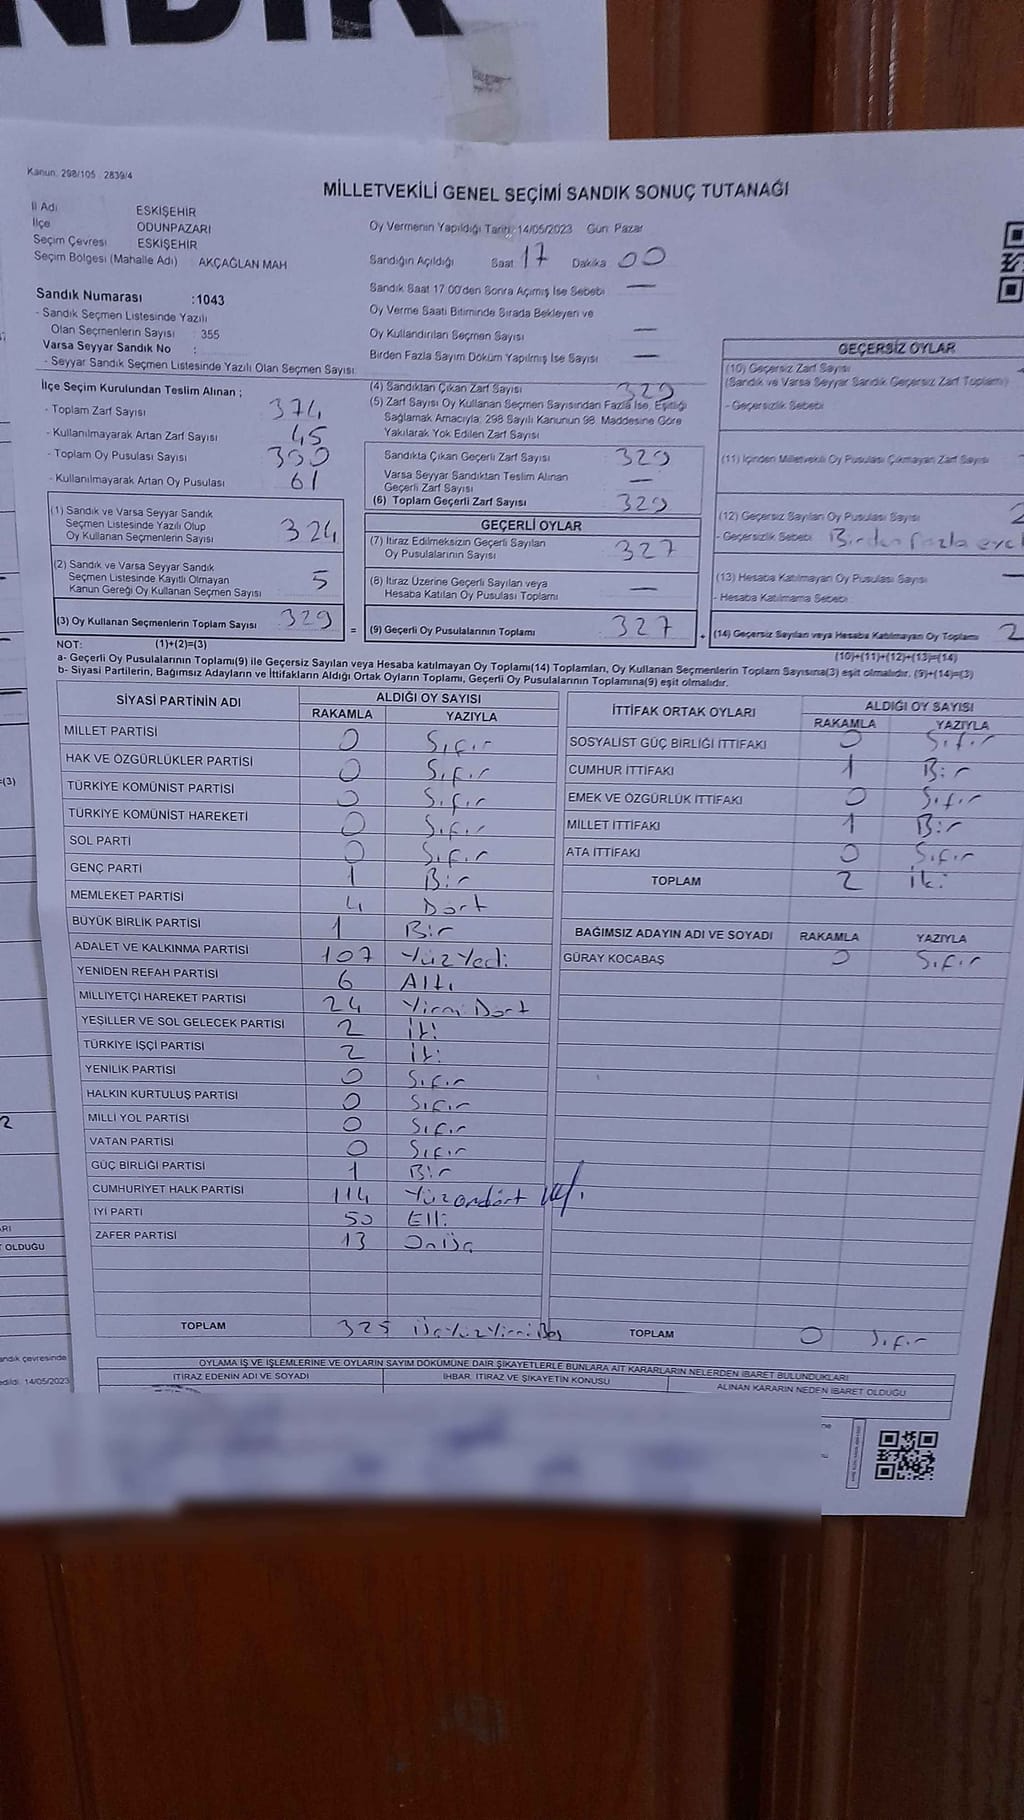 NDIK
Kanun: 298/105 2839/4
MİLLETVEKİLİ GENEL SEÇİMİ SANDIK SONUÇ TUTANAĞI
İl Adı ESKİŞEHİR
İlçe ODUNPAZARI
Seçim Çevresi ESKİŞEHİR
Seçim Bölgesi (Mahalle Adı) AKÇAĞLAN MAH
Sandık Numarası :1043
- Sandık Seçmen Listesinde Yazılı
Olan Seçmenlerin Sayısı : 355
Varsa Seyyar Sandık No :
- Seyyar Sandık Seçmen Listesinde Yazılı Olan Seçmen Sayısı:
Oy Vermenin Yapıldığı Tarih: 14/05/2023 Gün: Pazar
Sandığın Açıldığı Saat 17 Dakika 00
Sandık Saat 17:00'den Sonra Açımış İse Sebebi —
Oy Verme Saati Bitiminde Sırada Bekleyen ve
Oy Kullandırılan Seçmen Sayısı —
Birden Fazla Sayım Döküm Yapılmış İse Sayısı —
İlçe Seçim Kurulundan Teslim Alınan ;
- Toplam Zarf Sayısı 374
- Kullanılmayarak Artan Zarf Sayısı 45
- Toplam Oy Pusulası Sayısı 390
- Kullanılmayarak Artan Oy Pusulası 61
(1) Sandık ve Varsa Seyyar Sandık
Seçmen Listesinde Yazılı Olup
Oy Kullanan Seçmenlerin Sayısı 324
(2) Sandık ve Varsa Seyyar Sandık
Seçmen Listesinde Kayıtlı Olmayan
Kanun Gereği Oy Kullanan Seçmen Sayısı 5
(3) Oy Kullanan Seçmenlerin Toplam Sayısı 329
(4) Sandıktan Çıkan Zarf Sayısı 329
(5) Zarf Sayısı Oy Kullanan Seçmen Sayısından Fazla İse, Eşitliği
Sağlamak Amacıyla; 298 Sayılı Kanunun 98. Maddesine Göre
Yakılarak Yok Edilen Zarf Sayısı
Sandıkta Çıkan Geçerli Zarf Sayısı 329
Varsa Seyyar Sandıktan Teslim Alınan
Geçerli Zarf Sayısı —
(6) Toplam Geçerli Zarf Sayısı 329
GEÇERLİ OYLAR
(7) İtiraz Edilmeksizin Geçerli Sayılan
Oy Pusulalarının Sayısı 327
(8) İtiraz Üzerine Geçerli Sayılan veya
Hesaba Katılan Oy Pusulası Toplamı —
= (9) Geçerli Oy Pusulalarının Toplamı 327 +
GEÇERSİZ OYLAR
(10) Geçersiz Zarf Sayısı
(Sandık ve Varsa Seyyar Sandık Geçersiz Zarf Toplamı)
- Geçersizlik Sebebi
(11) İçinden Milletvekili Oy Pusulası Çıkmayan Zarf Sayısı
(12) Geçersiz Sayılan Oy Pusulası Sayısı 2
- Geçersizlik Sebebi Birden fazla
(13) Hesaba Katılmayan Oy Pusulası Sayısı —
- Hesaba Katılmama Sebebi
(14) Geçersiz Sayılan veya Hesaba Katılmayan Oy Toplamı 2
NOT: (1)+(2)=(3)
(10)+(11)+(12)+(13)=(14)
a- Geçerli Oy Pusulalarının Toplamı(9) ile Geçersiz Sayılan veya Hesaba katılmayan Oy Toplamı(14) Toplamları, Oy Kullanan Seçmenlerin Toplam Sayısına(3) eşit olmalıdır. (9)+(14)=(3)
b- Siyasi Partilerin, Bağımsız Adayların ve İttifakların Aldığı Ortak Oyların Toplamı, Geçerli Oy Pusulalarının Toplamına(9) eşit olmalıdır.
SİYASİ PARTİNİN ADI ALDIĞI OY SAYISI
RAKAMLA YAZIYLA
MİLLET PARTİSİ 0 Sıfır
HAK VE ÖZGÜRLÜKLER PARTİSİ 0 Sıfır
TÜRKİYE KOMÜNİST PARTİSİ 0 Sıfır
TÜRKİYE KOMÜNİST HAREKETİ 0 Sıfır
SOL PARTİ 0 Sıfır
GENÇ PARTİ 1 Bir
MEMLEKET PARTİSİ 4 Dört
BÜYÜK BİRLİK PARTİSİ 1 Bir
ADALET VE KALKINMA PARTİSİ 107 Yüz Yedi
YENİDEN REFAH PARTİSİ 6 Altı
MİLLİYETÇİ HAREKET PARTİSİ 24 Yirmi Dört
YEŞİLLER VE SOL GELECEK PARTİSİ 2 İki
TÜRKİYE İŞÇİ PARTİSİ 2 İki
YENİLİK PARTİSİ 0 Sıfır
HALKIN KURTULUŞ PARTİSİ 0 Sıfır
MİLLİ YOL PARTİSİ 0 Sıfır
VATAN PARTİSİ 0 Sıfır
GÜÇ BİRLİĞİ PARTİSİ 1 Bir
CUMHURİYET HALK PARTİSİ 114 Yüzondört
İYİ PARTİ 50 Elli
ZAFER PARTİSİ 13 Onüç
TOPLAM 325 Üç Yüz Yirmi Beş
İTTİFAK ORTAK OYLARI ALDIĞI OY SAYISI
RAKAMLA YAZIYLA
SOSYALİST GÜÇ BİRLİĞİ İTTİFAKI 0 Sıfır
CUMHUR İTTİFAKI 1 Bir
EMEK VE ÖZGÜRLÜK İTTİFAKI 0 Sıfır
MİLLET İTTİFAKI 1 Bir
ATA İTTİFAKI 0 Sıfır
TOPLAM 2 İki
BAĞIMSIZ ADAYIN ADI VE SOYADI RAKAMLA YAZIYLA
GÜRAY KOCABAŞ 0 Sıfır
TOPLAM 0 Sıfır
OYLAMA İŞ VE İŞLEMLERİNE VE OYLARIN SAYIM DÖKÜMÜNE DAİR ŞİKAYETLERLE BUNLARA AİT KARARLARIN NELERDEN İBARET BULUNDUKLARI
İTİRAZ EDENİN ADI VE SOYADI İHBAR, İTİRAZ VE ŞİKAYETİN KONUSU ALINAN KARARIN NEDEN İBARET OLDUĞU
=(3)
2
ARI
OLDUĞU
andık çevresinde
edildi. 14/05/2023